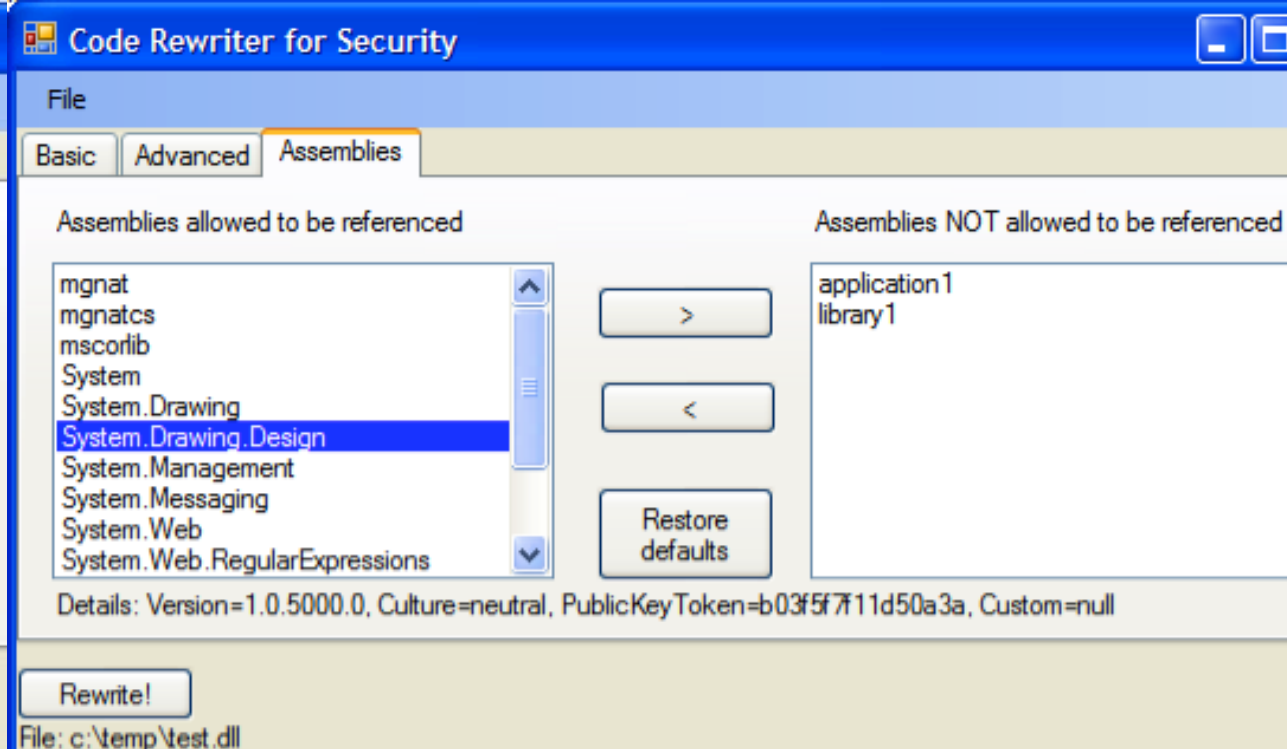 Code Rewriter for Security
File
Basic
Advanced
Assemblies
Assemblies allowed to be referenced
Assemblies NOT allowed to be referenced
mgnat
mgnatcs
mscorlib
System
System.Drawing
System.Drawing.Design
System.Management
System.Messaging
System.Web
System.Web.RegularExpressions
>
<
Restore
defaults
application1
library1
Details: Version=1.0.5000.0, Culture=neutral, PublicKeyToken=b03f5f7f11d50a3a, Custom=null
Rewrite!
File: c:\temp\test.dll